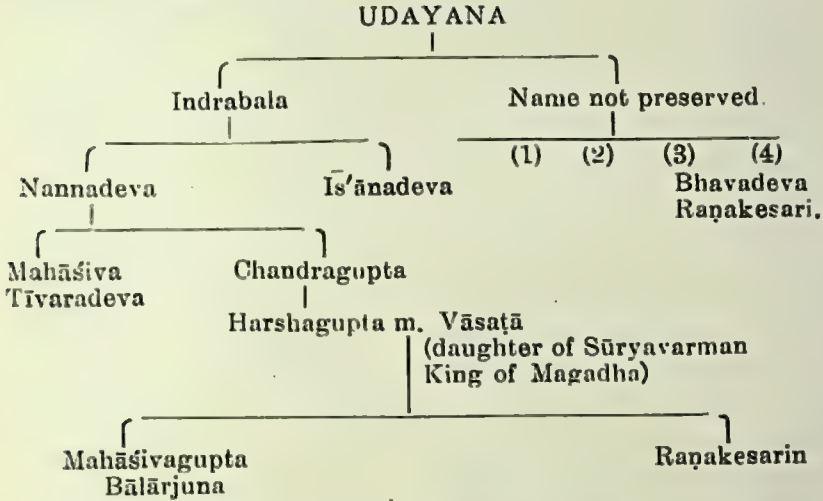 UDAYANA
Indrabala Name not preserved.
(1) (2) (3) (4)
Nannadeva Īs'ānadeva Bhavadeva
Raṇakesari.
Mahāśiva Chandragupta
Tīvaradeva
Harshagupta m. Vāsaṭā
(daughter of Sūryavarman
King of Magadha)
Mahāśivagupta Raṇakesarin
Bālārjuna